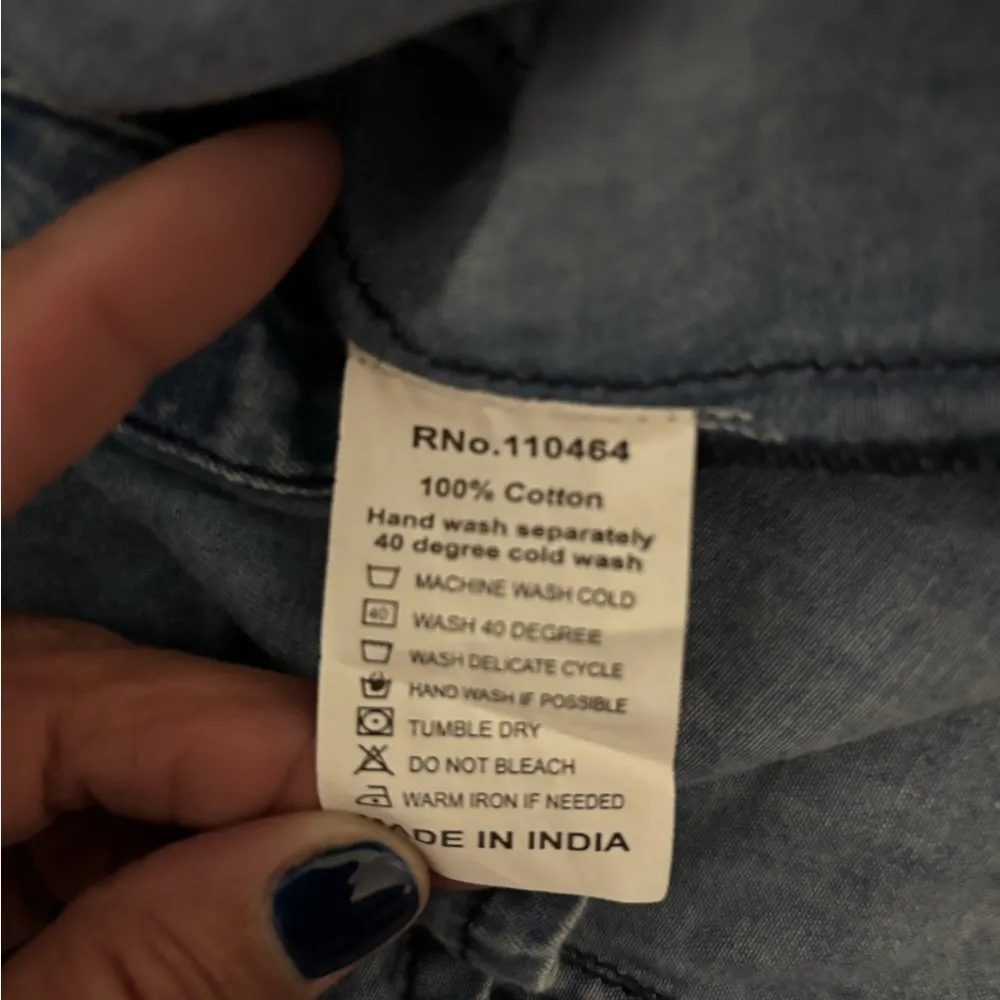 RNo.110464
100% Cotton
Hand wash separately
40 degree cold wash
MACHINE WASH COLD
40 WASH 40 DEGREE
WASH DELICATE CYCLE
HAND WASH IF POSSIBLE
TUMBLE DRY
DO NOT BLEACH
WARM IRON IF NEEDED
ADE IN INDIA